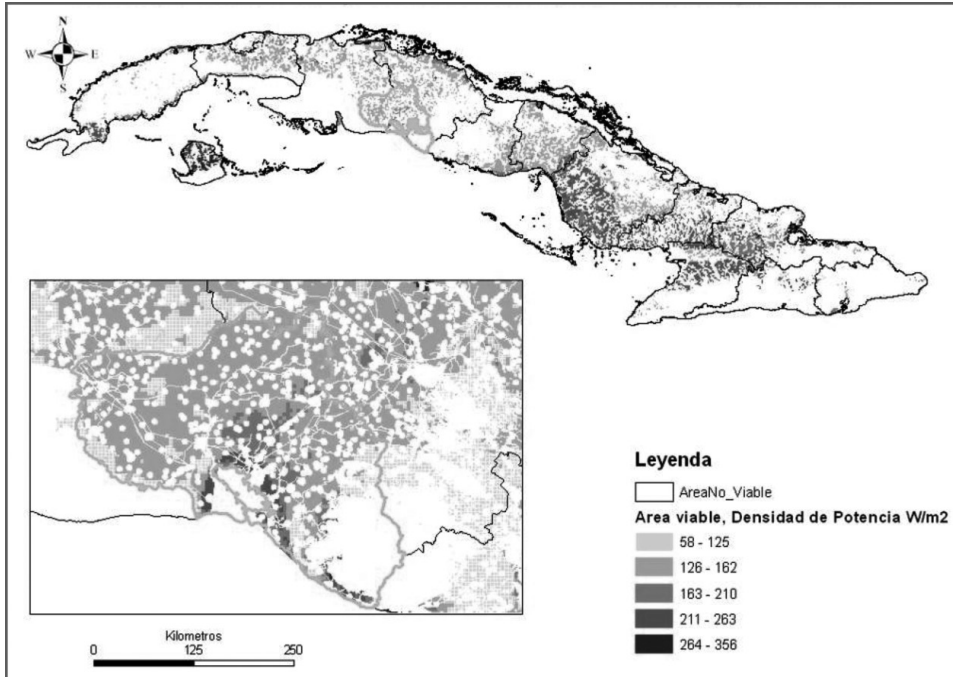 N
W E
S
Leyenda
AreaNo_Viable
Area viable, Densidad de Potencia W/m2
58 - 125
126 - 162
163 - 210
211 - 263
264 - 356
Kilometros
0 125 250